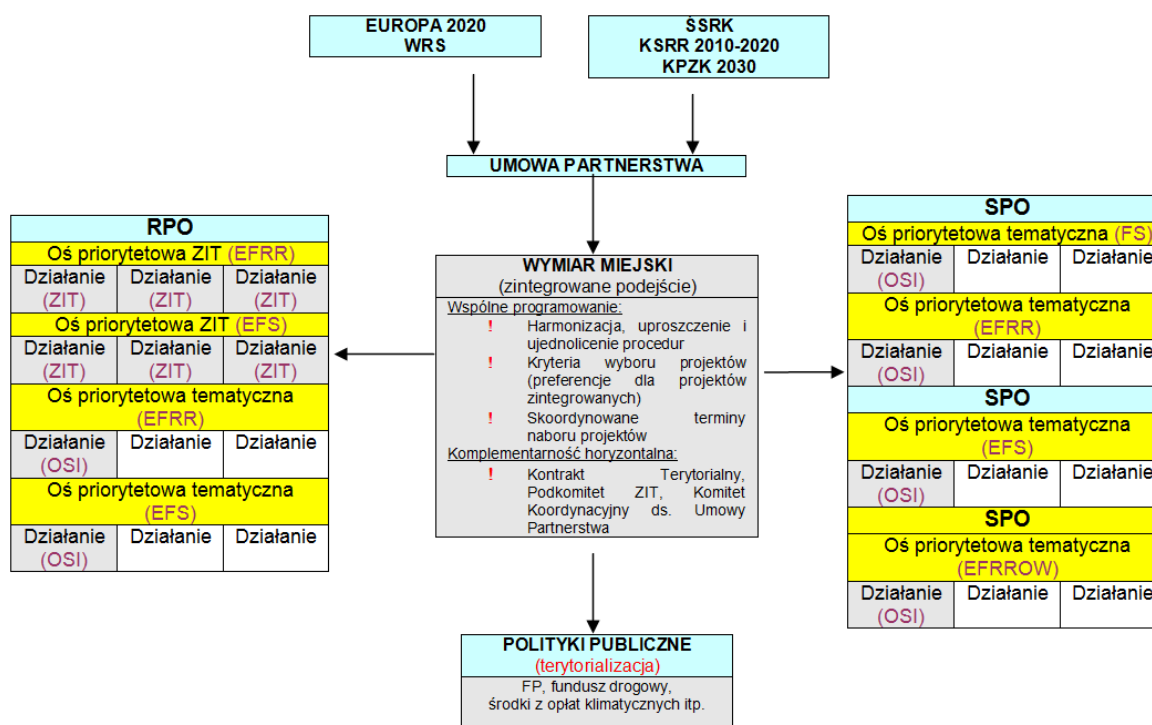 EUROPA 2020
WRS
ŚSRK
KSRR 2010-2020
KPZK 2030
UMOWA PARTNERSTWA
RPO
Oś priorytetowa ZIT (EFRR)
Działanie Działanie Działanie
(ZIT) (ZIT) (ZIT)
Oś priorytetowa ZIT (EFS)
Działanie Działanie Działanie
(ZIT) (ZIT) (ZIT)
Oś priorytetowa tematyczna
(EFRR)
Działanie Działanie Działanie
(OSI)
Oś priorytetowa tematyczna
(EFS)
Działanie Działanie Działanie
(OSI)
WYMIAR MIEJSKI
(zintegrowane podejście)
Wspólne programowanie:
! Harmonizacja, uproszczenie i
ujednolicenie procedur
! Kryteria wyboru projektów
(preferencje dla projektów
zintegrowanych)
! Skoordynowane terminy
naboru projektów
Komplementarność horyzontalna:
! Kontrakt Terytorialny,
Podkomitet ZIT, Komitet
Koordynacyjny ds. Umowy
Partnerstwa
SPO
Oś priorytetowa tematyczna (FS)
Działanie Działanie Działanie
(OSI)
Oś priorytetowa tematyczna
(EFRR)
Działanie Działanie Działanie
(OSI)
SPO
Oś priorytetowa tematyczna
(EFS)
Działanie Działanie Działanie
(OSI)
SPO
Oś priorytetowa tematyczna
(EFRROW)
Działanie Działanie Działanie
(OSI)
POLITYKI PUBLICZNE
(terytorializacja)
FP, fundusz drogowy,
środki z opłat klimatycznych itp.